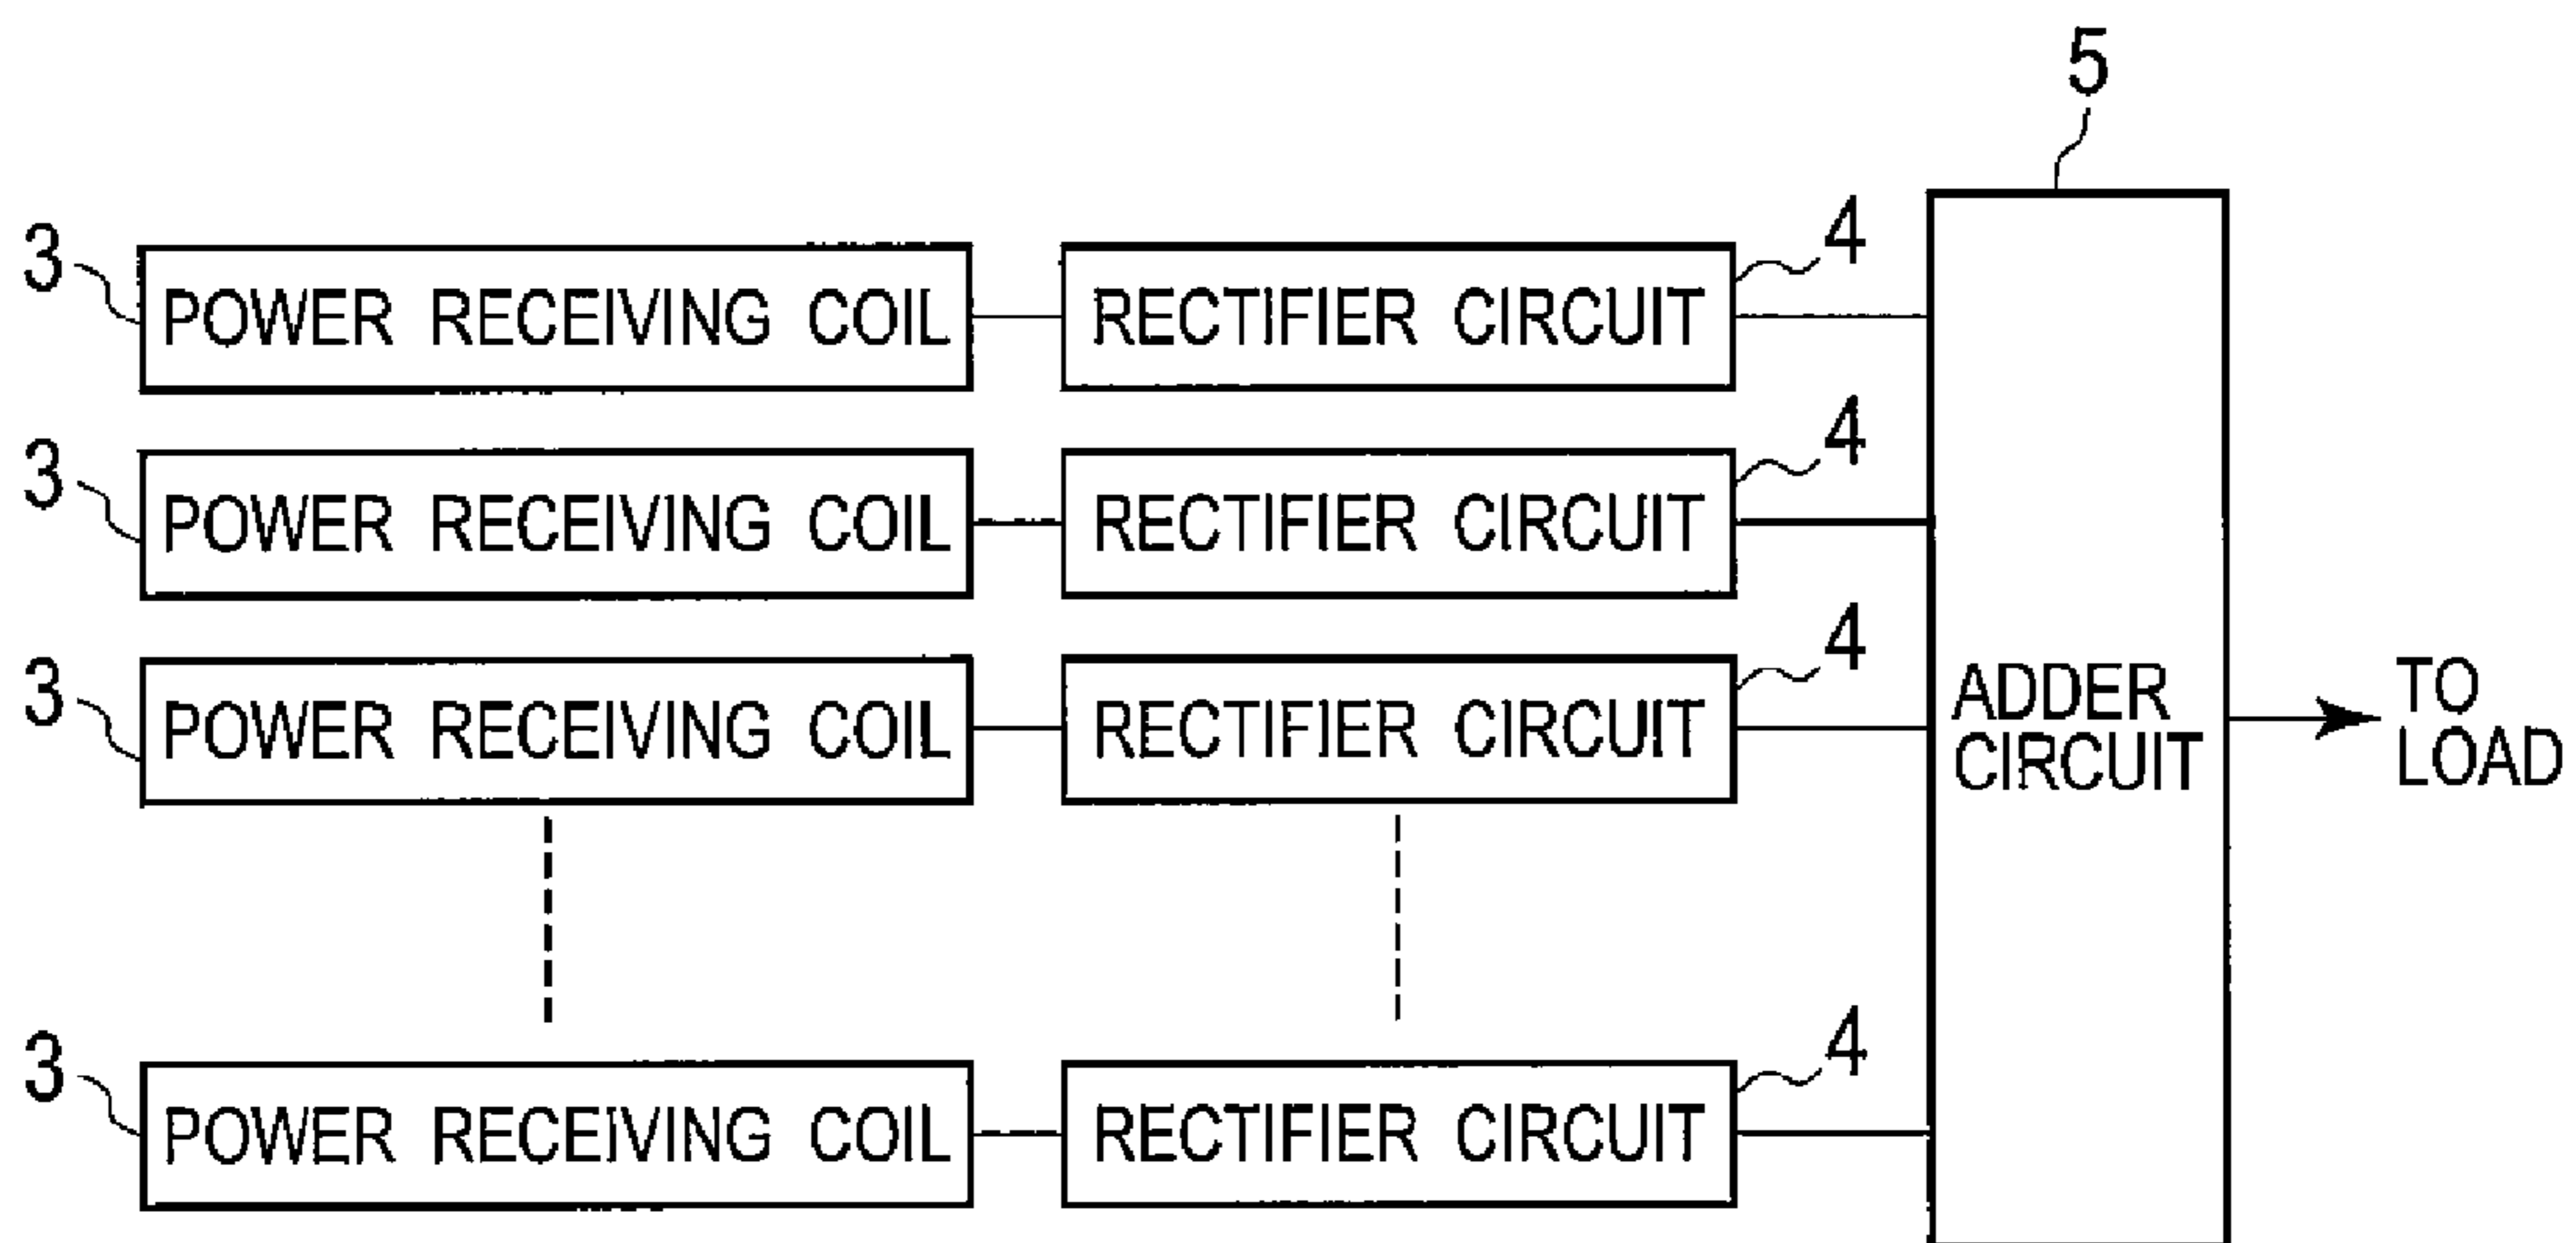 5
3 POWER RECEIVING COIL RECTIFIER CIRCUIT 4
3 POWER RECEIVING COIL RECTIFIER CIRCUIT 4
3 POWER RECEIVING COIL RECTIFIER CIRCUIT 4
ADDER
CIRCUIT
TO
LOAD
3 POWER RECEIVING COIL RECTIFIER CIRCUIT 4